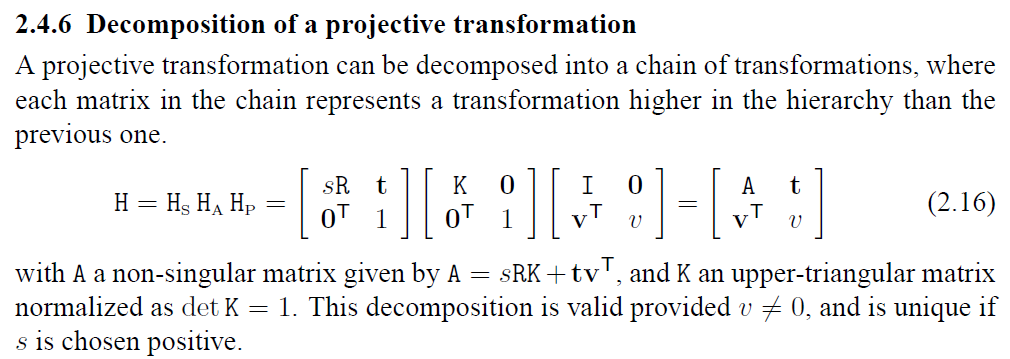 2.4.6 Decomposition of a projective transformation
A projective transformation can be decomposed into a chain of transformations, where
each matrix in the chain represents a transformation higher in the hierarchy than the
previous one.
H = H_S H_A H_P = [ sR t ; 0^T 1 ] [ K 0 ; 0^T 1 ] [ I 0 ; v^T v ] = [ A t ; v^T v ] (2.16)
with A a non-singular matrix given by A = sRK + tv^T, and K an upper-triangular matrix
normalized as det K = 1. This decomposition is valid provided v ≠ 0, and is unique if
s is chosen positive.